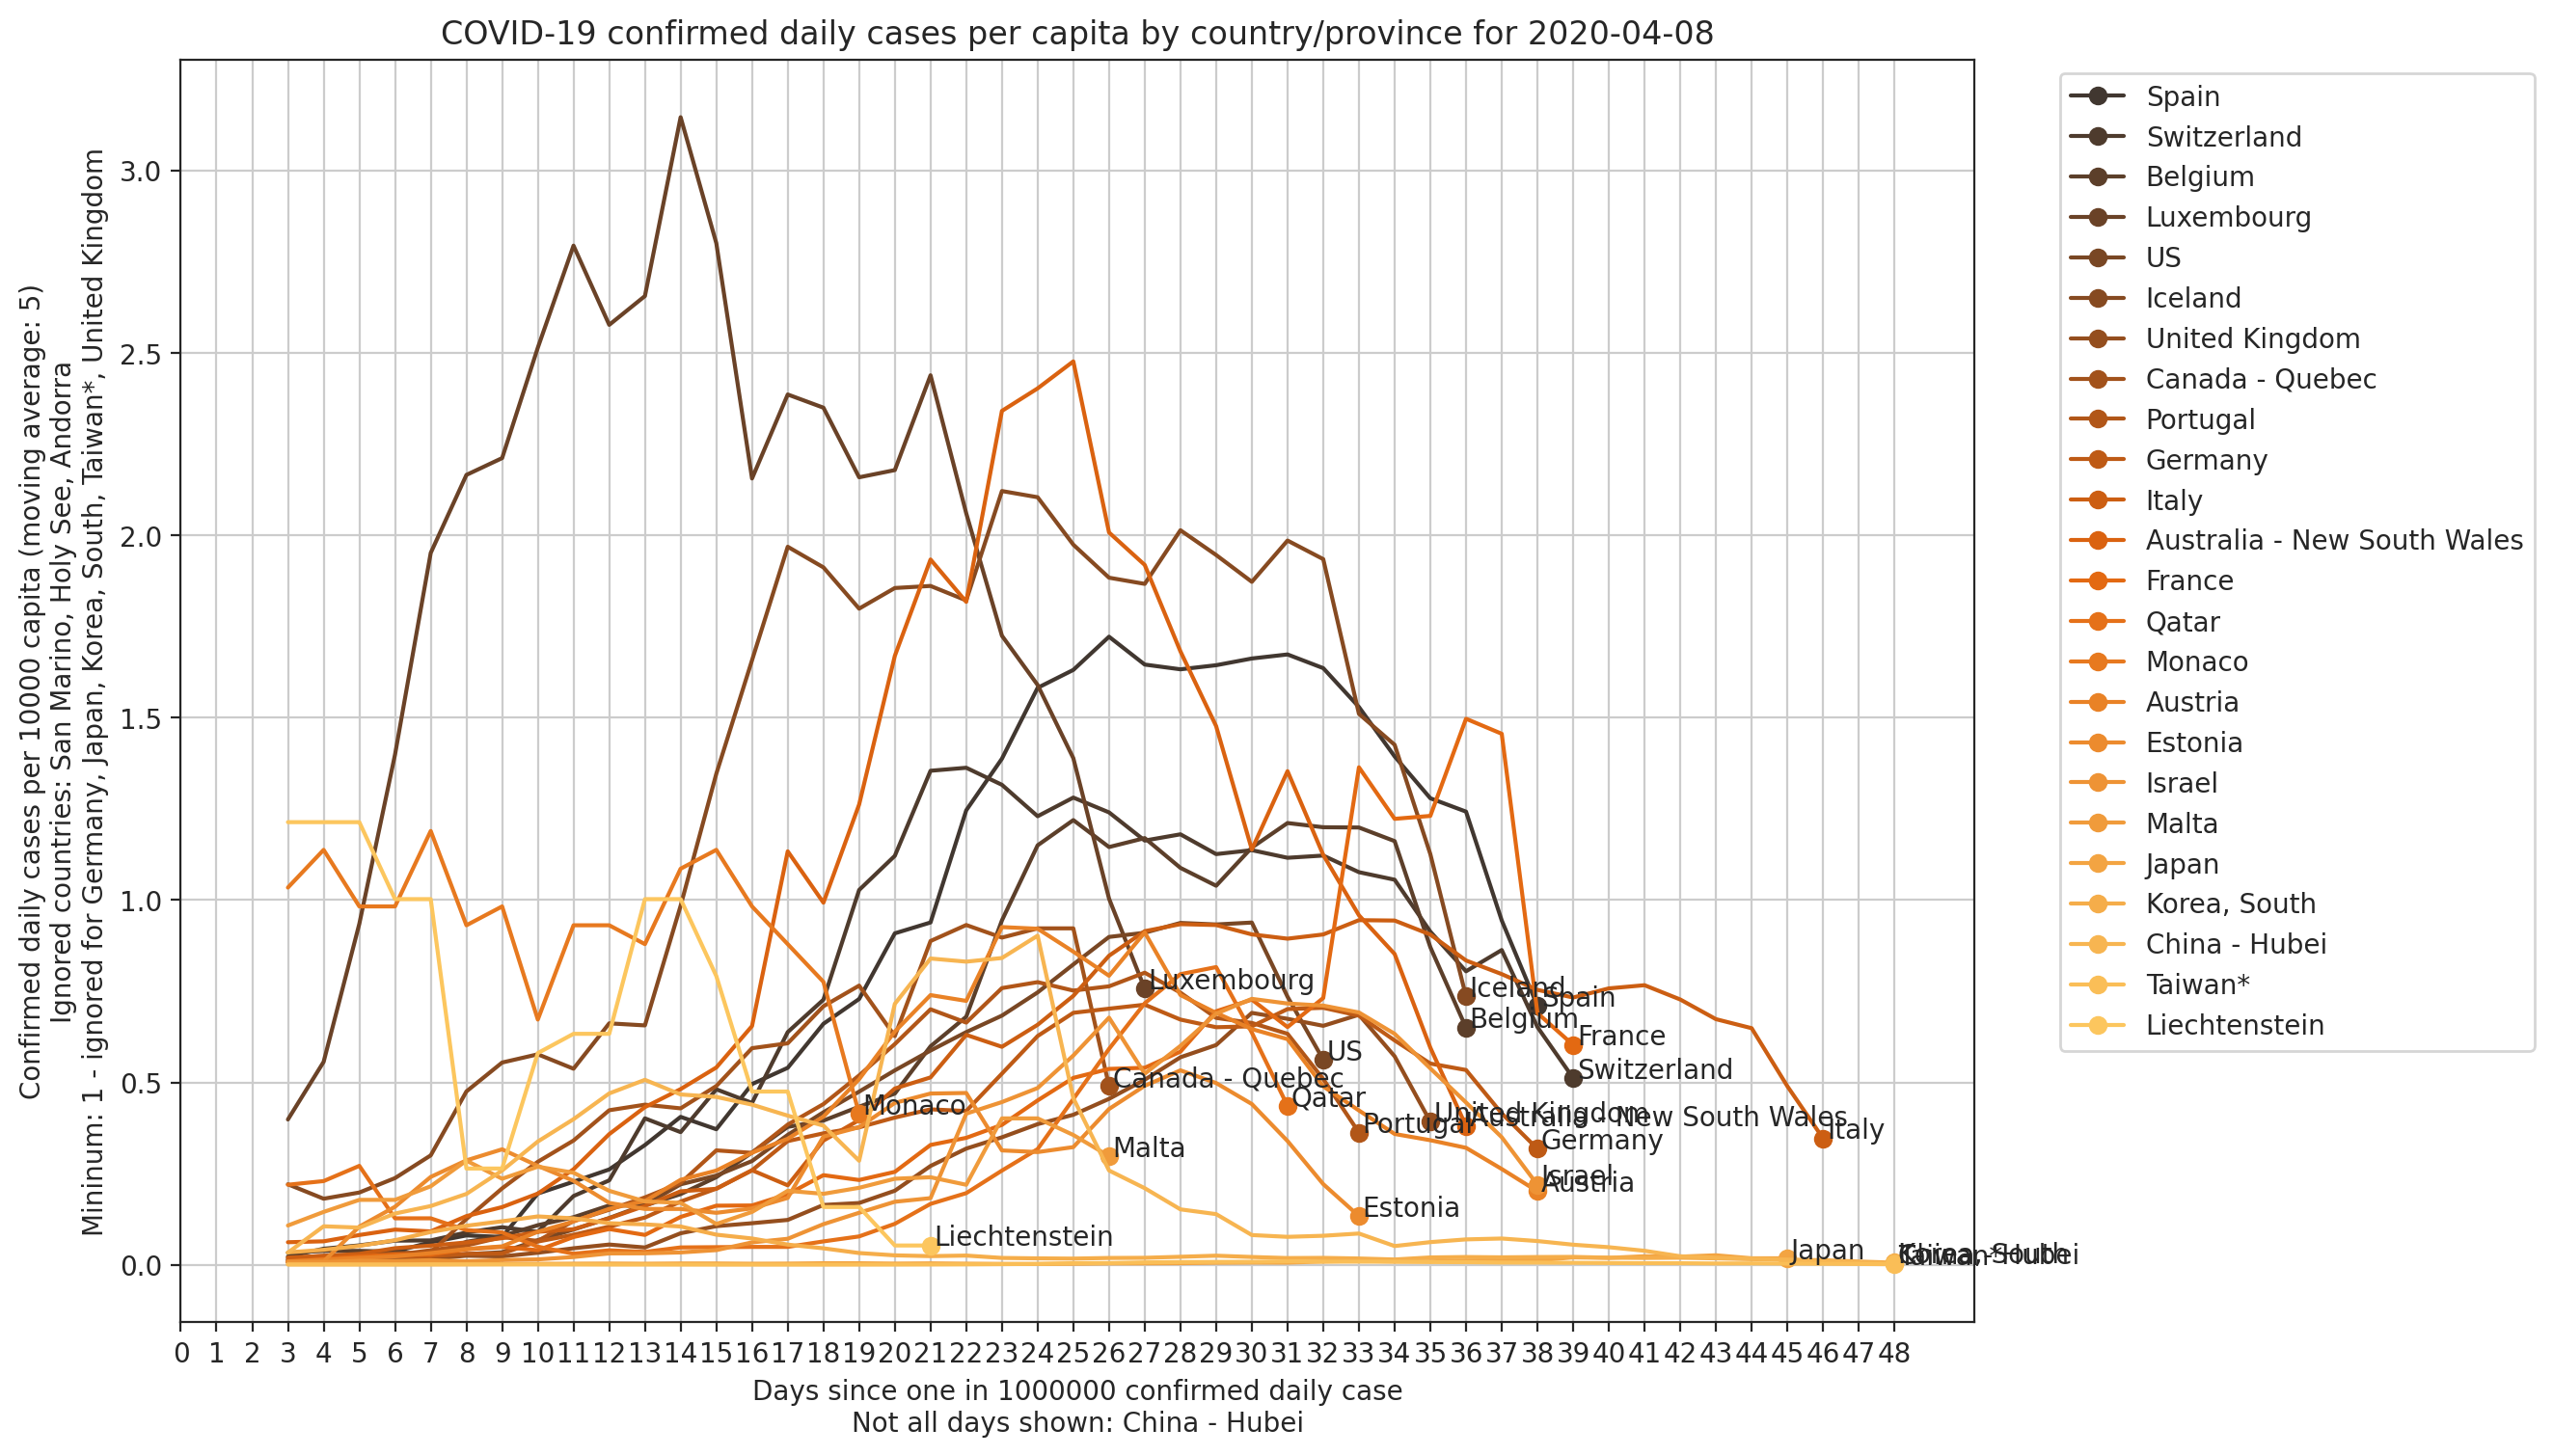 COVID-19 confirmed daily cases per capita by country/province for 2020-04-08
Confirmed daily cases per 10000 capita (moving average: 5)
Ignored countries: San Marino, Holy See, Andorra
Mininum: 1 - ignored for Germany, Japan, Korea, South, Taiwan*, United Kingdom
3.0
2.5
2.0
1.5
1.0
0.5
0.0
Luxembourg
Iceland
Spain
Belgium
France
US
Switzerland
Canada - Quebec
Qatar
Monaco
United Kingdom
Australia - New South Wales
Portugal
Italy
Germany
Malta
Israel
Austria
Estonia
Liechtenstein
Japan
Korea, South
China - Hubei
Taiwan*
0 1 2 3 4 5 6 7 8 9 10 11 12 13 14 15 16 17 18 19 20 21 22 23 24 25 26 27 28 29 30 31 32 33 34 35 36 37 38 39 40 41 42 43 44 45 46 47 48
Days since one in 1000000 confirmed daily case
Not all days shown: China - Hubei
Spain
Switzerland
Belgium
Luxembourg
US
Iceland
United Kingdom
Canada - Quebec
Portugal
Germany
Italy
Australia - New South Wales
France
Qatar
Monaco
Austria
Estonia
Israel
Malta
Japan
Korea, South
China - Hubei
Taiwan*
Liechtenstein